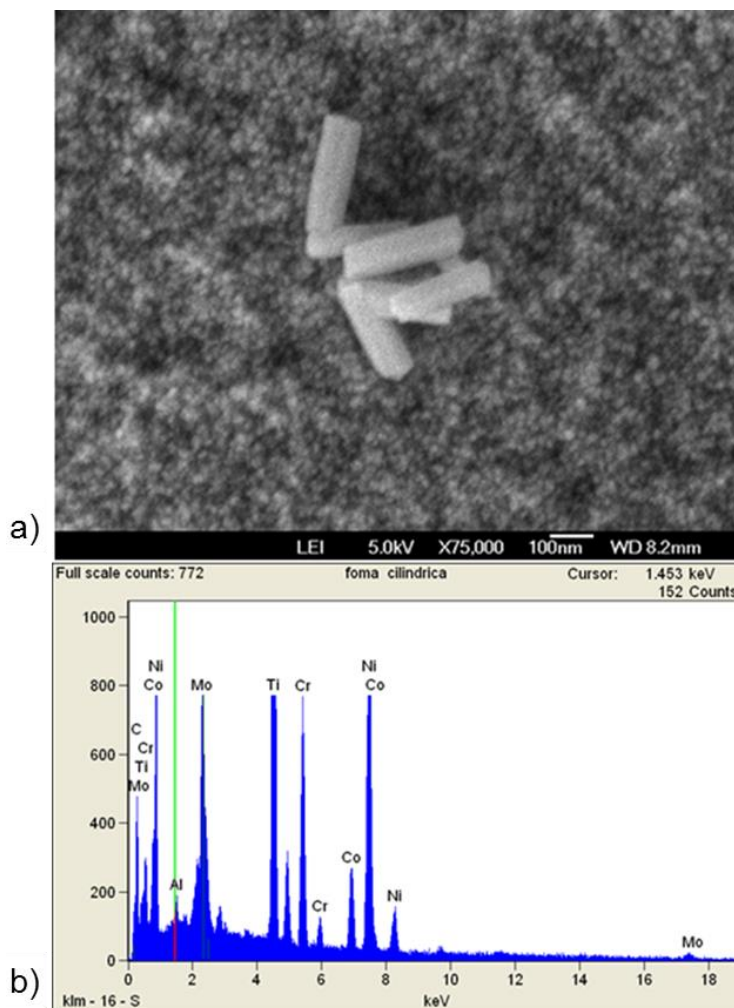 a)
LEI 5.0kV X75,000 100nm WD 8.2mm
Full scale counts: 772 foma cilindrica Cursor: 1.453 keV
152 Counts
1000
800
600
400
200
0
C
Cr
Ti
Mo
Ni
Co
Al
Mo
Ti
Cr
Cr
Co
Ni
Co
Ni
Mo
0 2 4 6 8 10 12 14 16 18
klm - 16 - S keV
b)